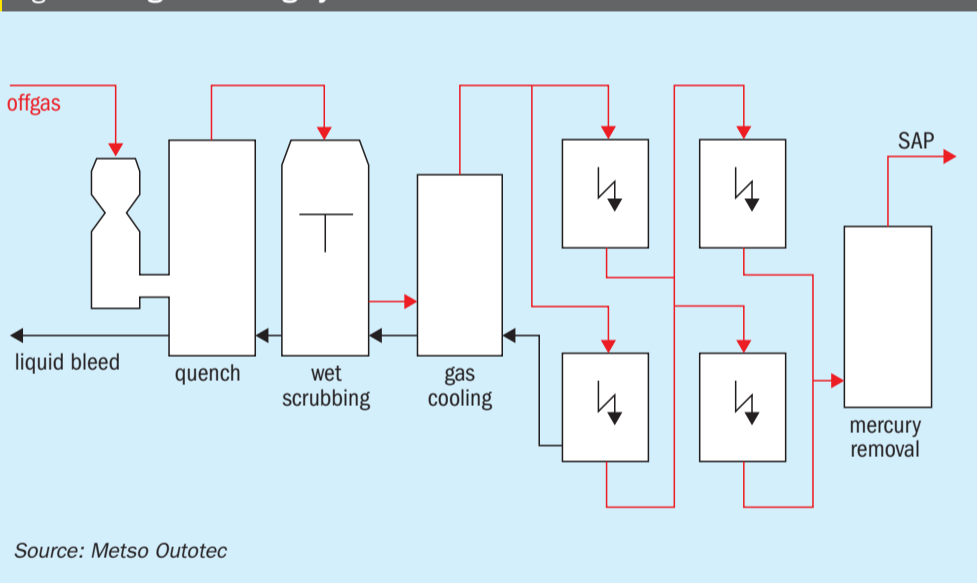 offgas
SAP
liquid bleed
quench
wet
scrubbing
gas
cooling
mercury
removal
Source: Metso Outotec